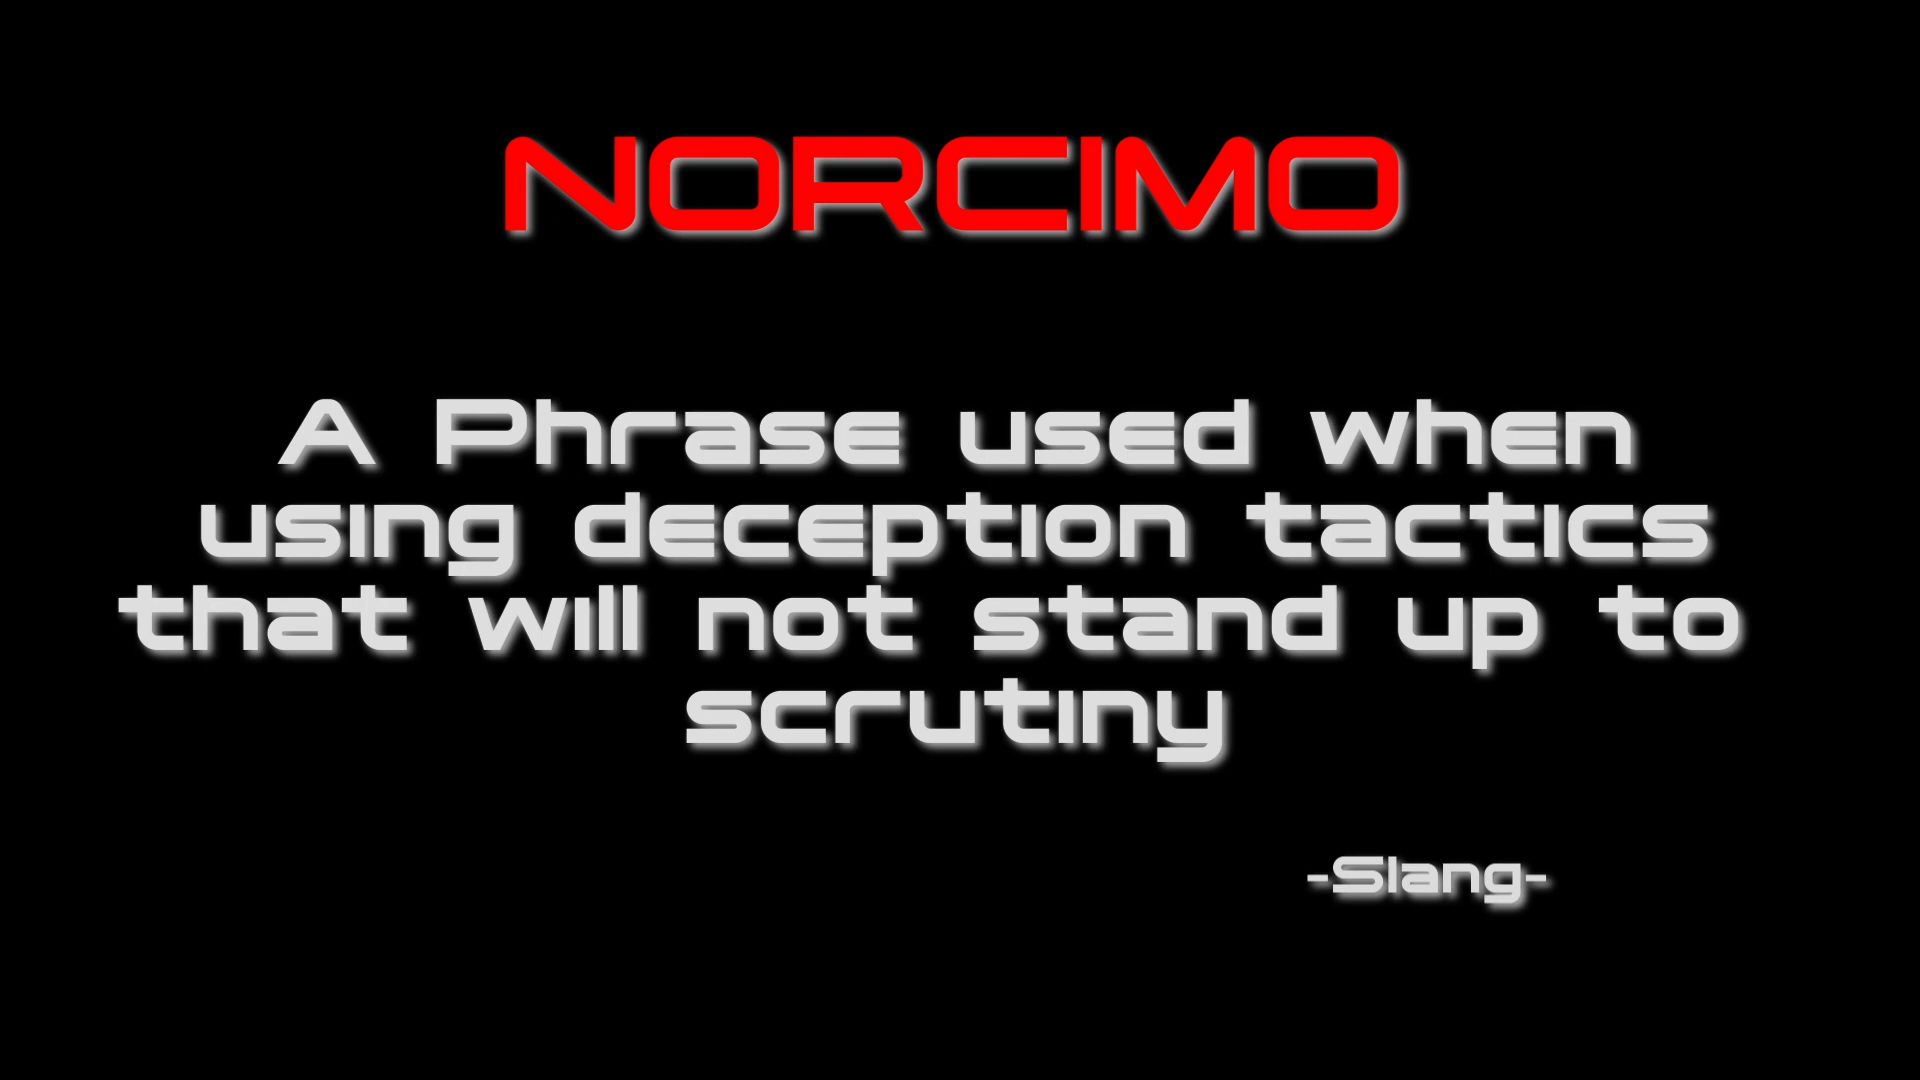 NORCIMO
A Phrase used when
using deception tactics
that will not stand up to
scrutiny
-Slang-